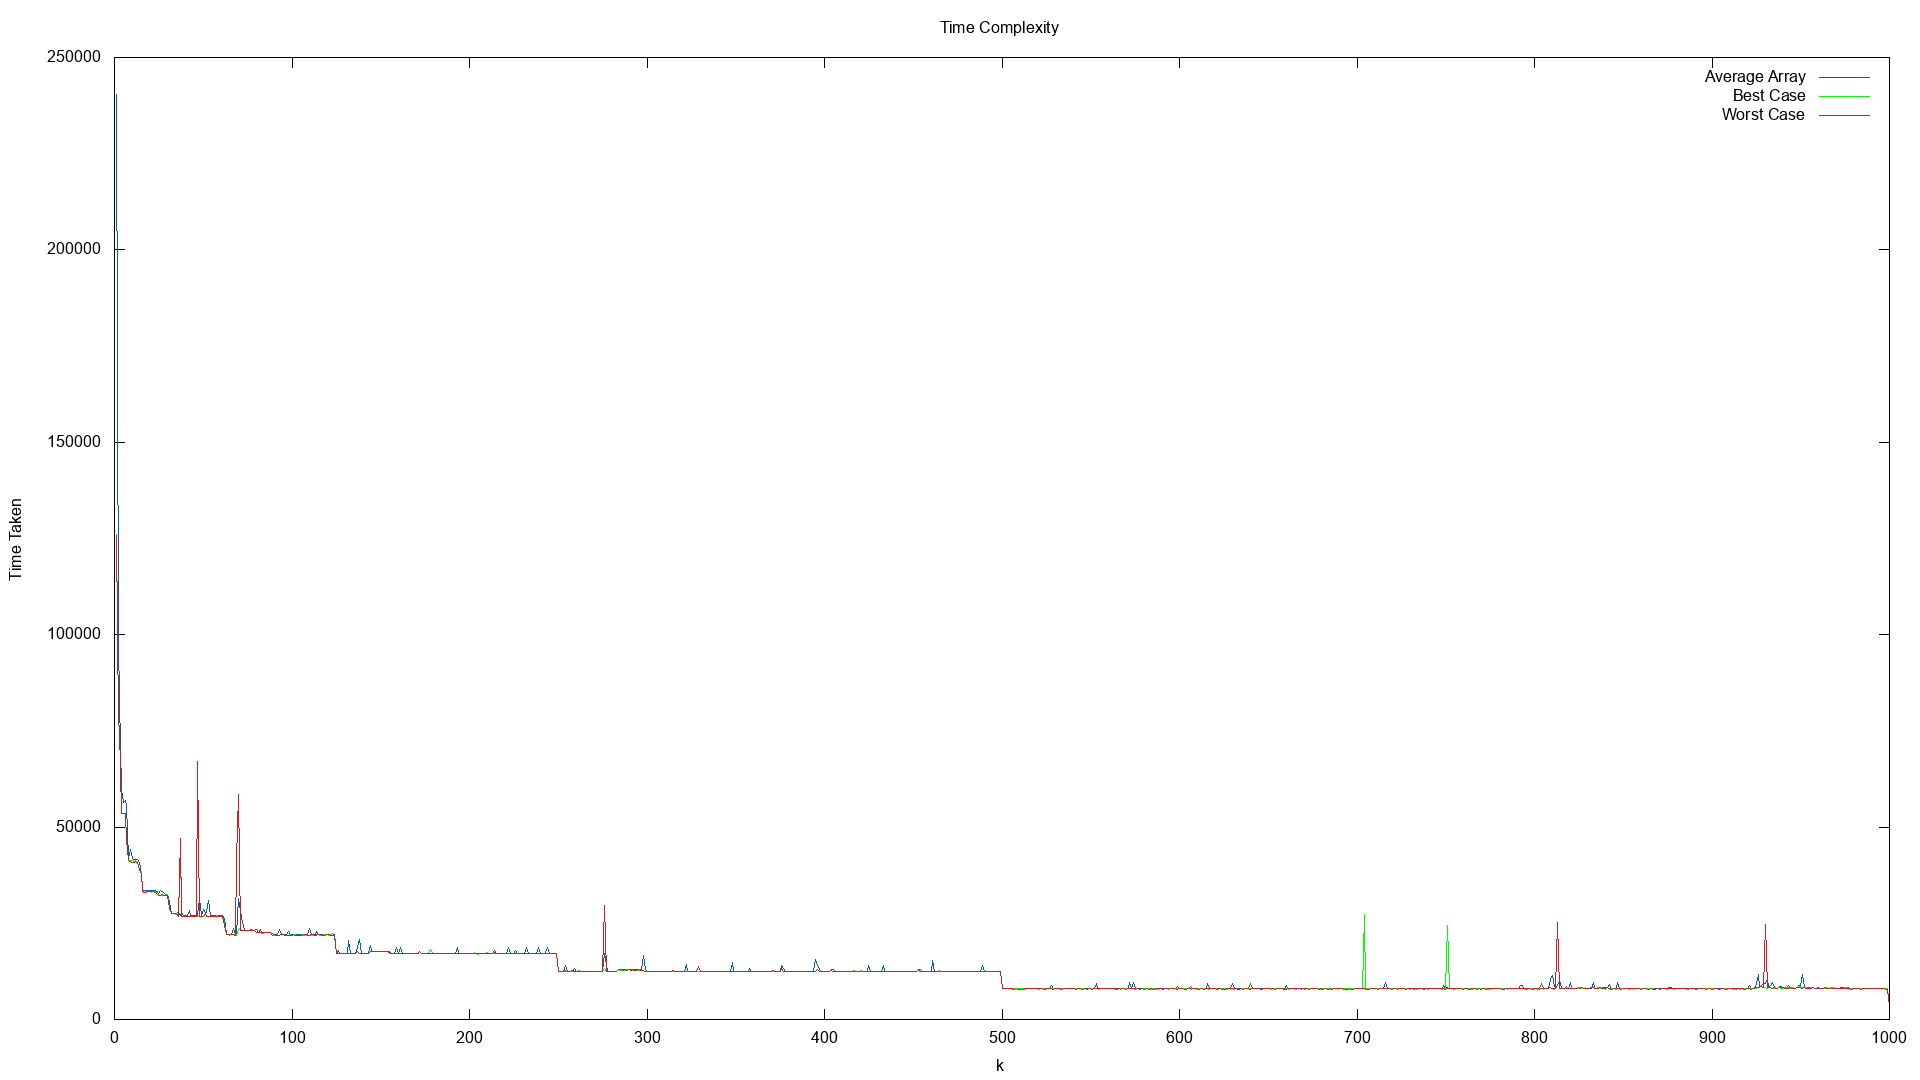 Time Complexity
250000
200000
150000
100000
50000
0
Time Taken
Average Array
Best Case
Worst Case
0 100 200 300 400 500 600 700 800 900 1000
k